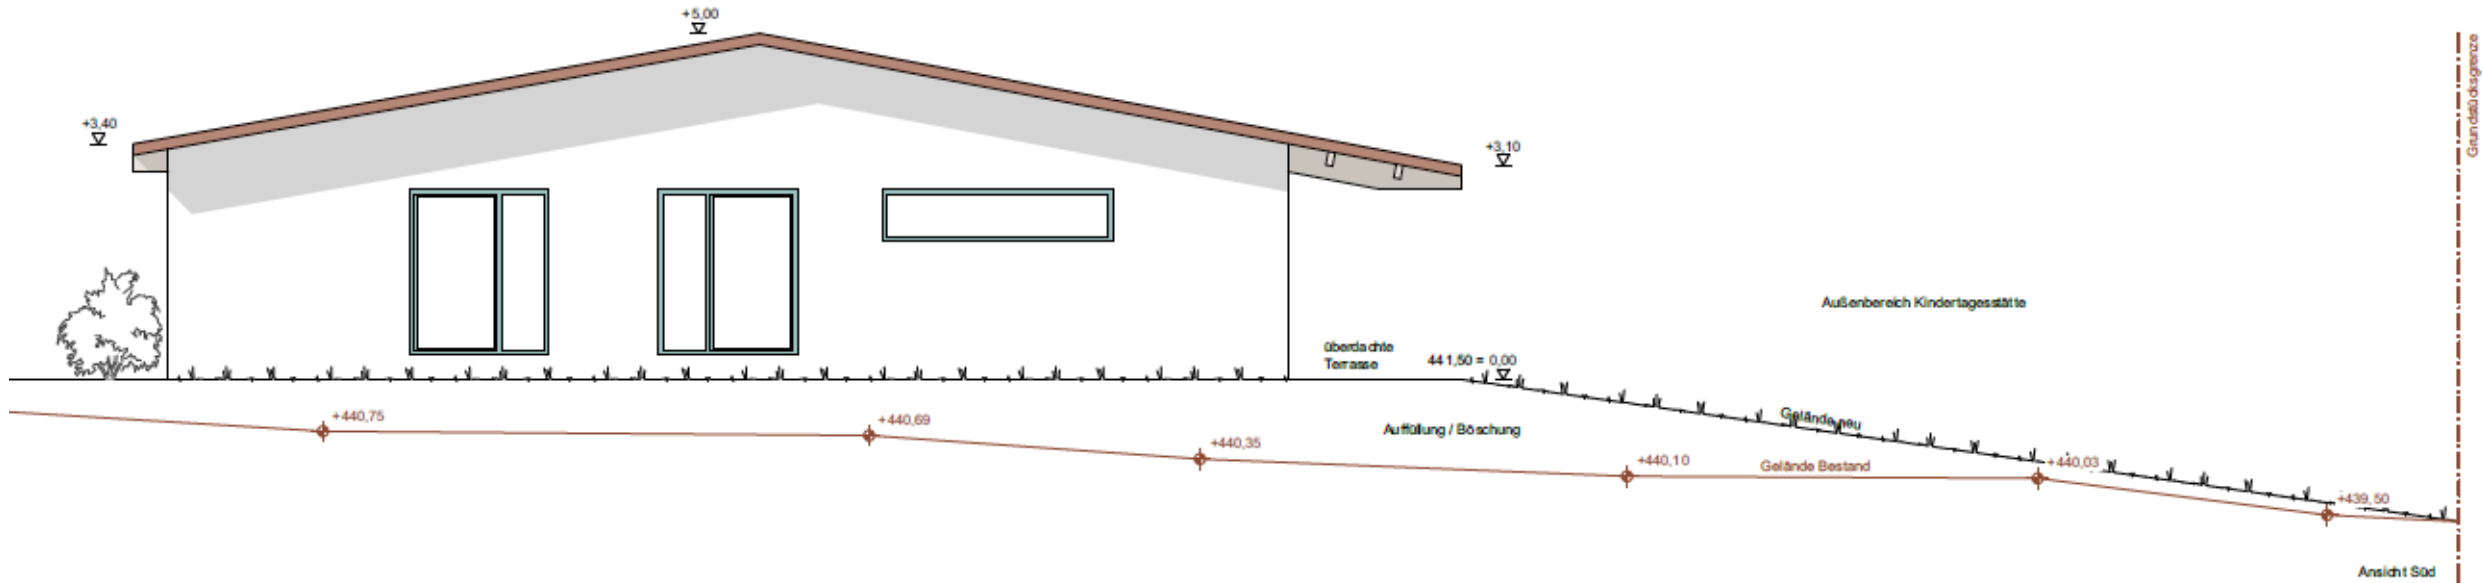 +5,00
+3,40
+3,10
Grundstücksgrenze
Außenbereich Kindertagesstätte
überdachte
Terrasse
441,50 = 0,00
+440,75
+440,69
Auffüllung / Böschung
Gelände neu
+440,35
+440,10
Gelände Bestand
+440,03
+439,50
Ansicht Süd